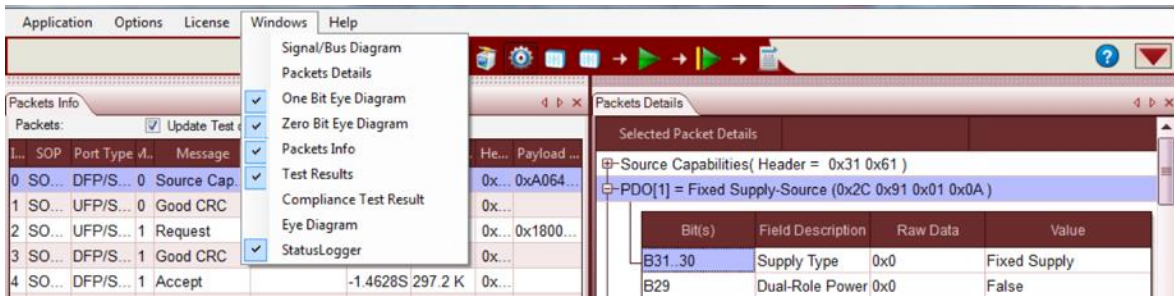 Application Options License Windows Help
Signal/Bus Diagram
Packets Details
One Bit Eye Diagram
Zero Bit Eye Diagram
Packets Info
Test Results
Compliance Test Result
Eye Diagram
StatusLogger
Packets Info
Packets: Update Test
I... SOP Port Type M.. Message He... Payload ...
0 SO... DFP/S... 0 Source Cap. 0x... 0xA064...
1 SO... UFP/S... 0 Good CRC 0x...
2 SO... UFP/S... 1 Request 0x... 0x1800...
3 SO... DFP/S... 1 Good CRC 0x...
4 SO... DFP/S... 1 Accept -1.4628S 297.2 K 0x...
Packets Details
Selected Packet Details
Source Capabilities( Header = 0x31 0x61 )
PDO[1] = Fixed Supply-Source (0x2C 0x91 0x01 0x0A )
Bit(s) Field Description Raw Data Value
B31..30 Supply Type 0x0 Fixed Supply
B29 Dual-Role Power 0x0 False